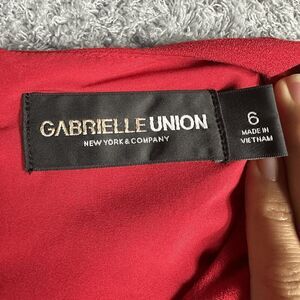 GABRIELLE UNION
NEW YORK & COMPANY
6
MADE IN
VIETNAM